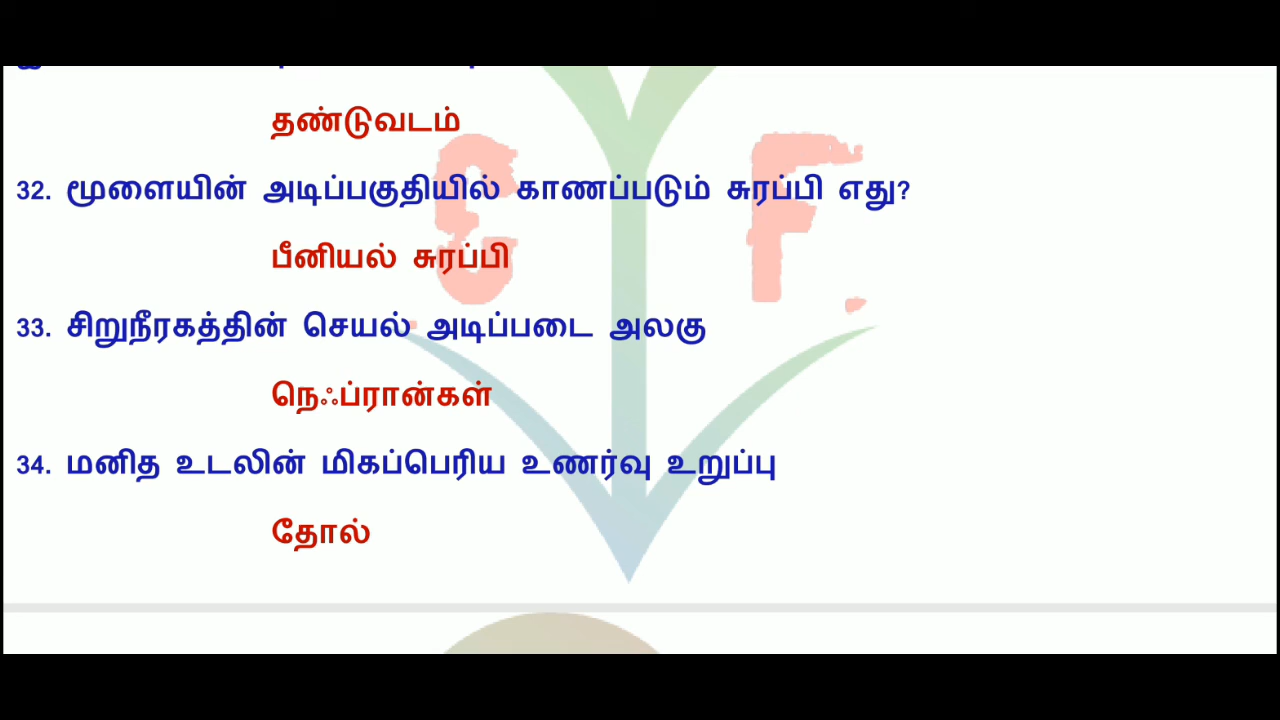 தண்டுவடம்
32. மூளையின் அடிப்பகுதியில் காணப்படும் சுரப்பி எது?
பீனியல் சுரப்பி
33. சிறுநீரகத்தின் செயல் அடிப்படை அலகு
நெஃப்ரான்கள்
34. மனித உடலின் மிகப்பெரிய உணர்வு உறுப்பு
தோல்